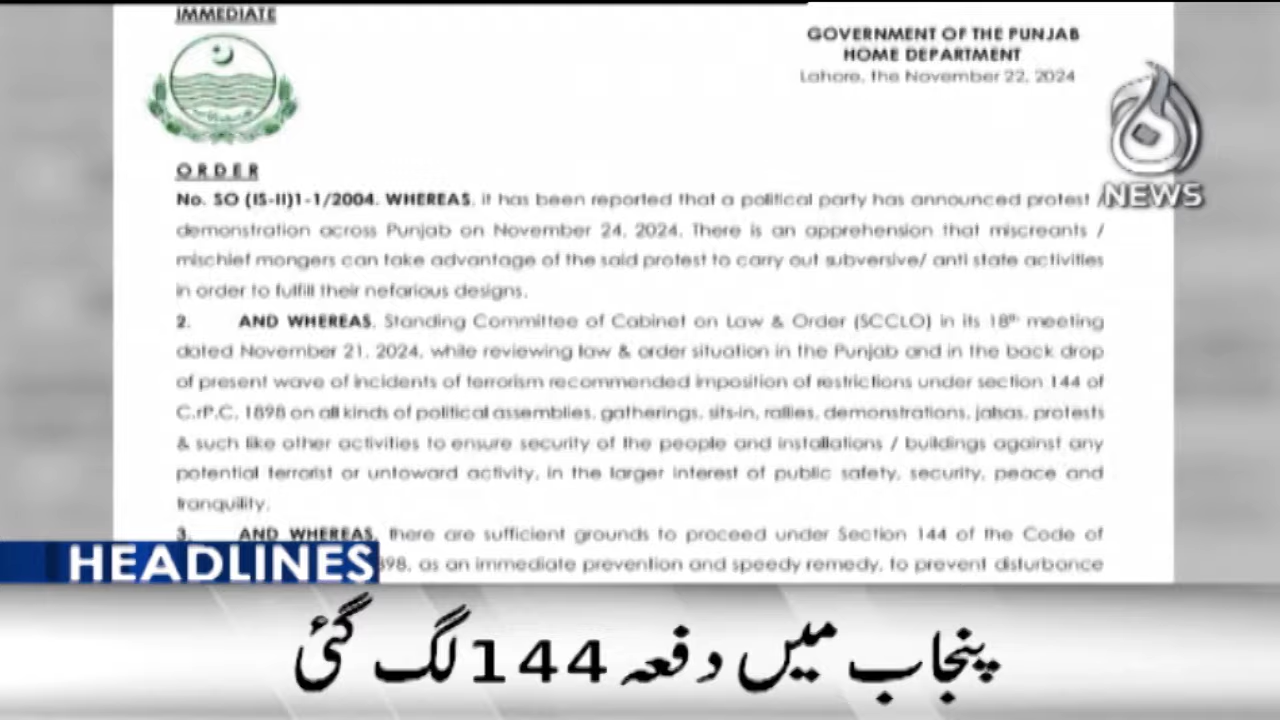 IMMEDIATE
GOVERNMENT OF THE PUNJAB
HOME DEPARTMENT
Lahore, the November 22, 2024
NEWS
ORDER
No. SO (IS-II)1-1/2004. WHEREAS, it has been reported that a political party has announced protest /
demonstration across Punjab on November 24, 2024. There is an apprehension that miscreants /
mischief mongers can take advantage of the said protest to carry out subversive/ anti state activities
in order to fulfill their nefarious designs.
2. AND WHEREAS, Standing Committee of Cabinet on Law & Order (SCCLO) in its 18th meeting
dated November 21, 2024, while reviewing law & order situation in the Punjab and in the back drop
of present wave of incidents of terrorism recommended imposition of restrictions under section 144 of
C.rP.C, 1898 on all kinds of political assemblies, gatherings, sits-in, rallies, demonstrations, jalsas, protests
& such like other activities to ensure security of the people and installations / buildings against any
potential terrorist or untoward activity, in the larger interest of public safety, security, peace and
tranquility.
3. AND WHEREAS, there are sufficient grounds to proceed under Section 144 of the Code of
898, as an immediate prevention and speedy remedy, to prevent disturbance
HEADLINES
پنجاب میں دفعہ 144 لگ گئی